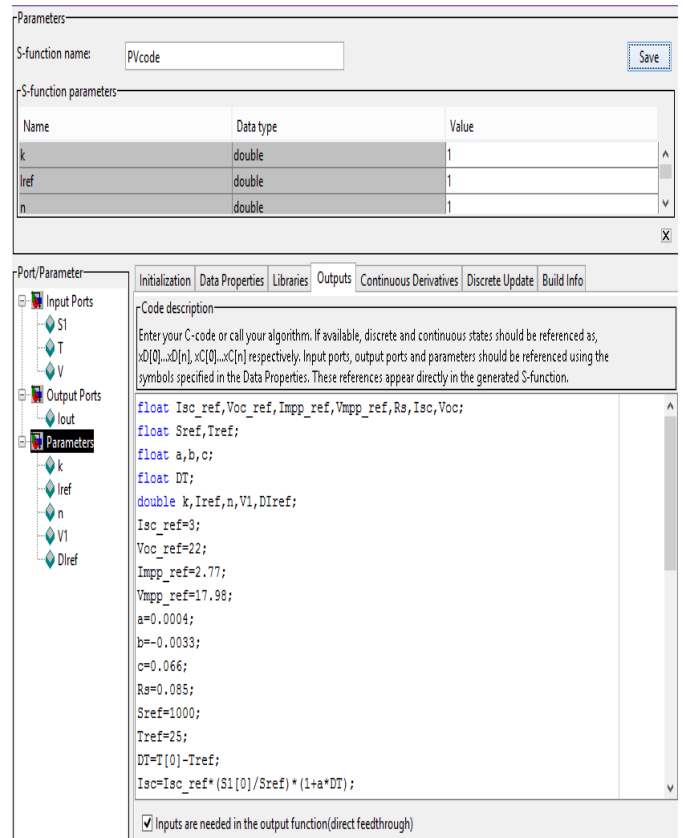 Parameters
S-function name: PVcode Save
S-function parameters
Name Data type Value
k double 1
Iref double 1
n double 1
X
Port/Parameter
Input Ports
S1
T
V
Output Ports
Iout
Parameters
k
Iref
n
V1
DIref
Initialization Data Properties Libraries Outputs Continuous Derivatives Discrete Update Build Info
Code description
Enter your C-code or call your algorithm. If available, discrete and continuous states should be referenced as,
xD[0]...xD[n], xC[0]...xC[n] respectively. Input ports, output ports and parameters should be referenced using the
symbols specified in the Data Properties. These references appear directly in the generated S-function.
float Isc_ref,Voc_ref,Impp_ref,Vmpp_ref,Rs,Isc,Voc;
float Sref,Tref;
float a,b,c;
float DT;
double k,Iref,n,V1,DIref;
Isc_ref=3;
Voc_ref=22;
Impp_ref=2.77;
Vmpp_ref=17.98;
a=0.0004;
b=-0.0033;
c=0.066;
Rs=0.085;
Sref=1000;
Tref=25;
DT=T[0]-Tref;
Isc=Isc_ref*(S1[0]/Sref)*(1+a*DT);
Inputs are needed in the output function(direct feedthrough)